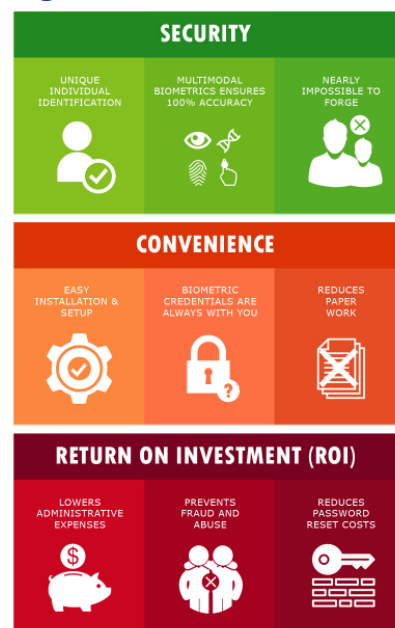 SECURITY
UNIQUE
INDIVIDUAL
IDENTIFICATION
MULTIMODAL
BIOMETRICS ENSURES
100% ACCURACY
NEARLY
IMPOSSIBLE TO
FORGE
CONVENIENCE
EASY
INSTALLATION &
SETUP
BIOMETRIC
CREDENTIALS ARE
ALWAYS WITH YOU
REDUCES
PAPER
WORK
?
RETURN ON INVESTMENT (ROI)
LOWERS
ADMINISTRATIVE
EXPENSES
PREVENTS
FRAUD AND
ABUSE
REDUCES
PASSWORD
RESET COSTS
$